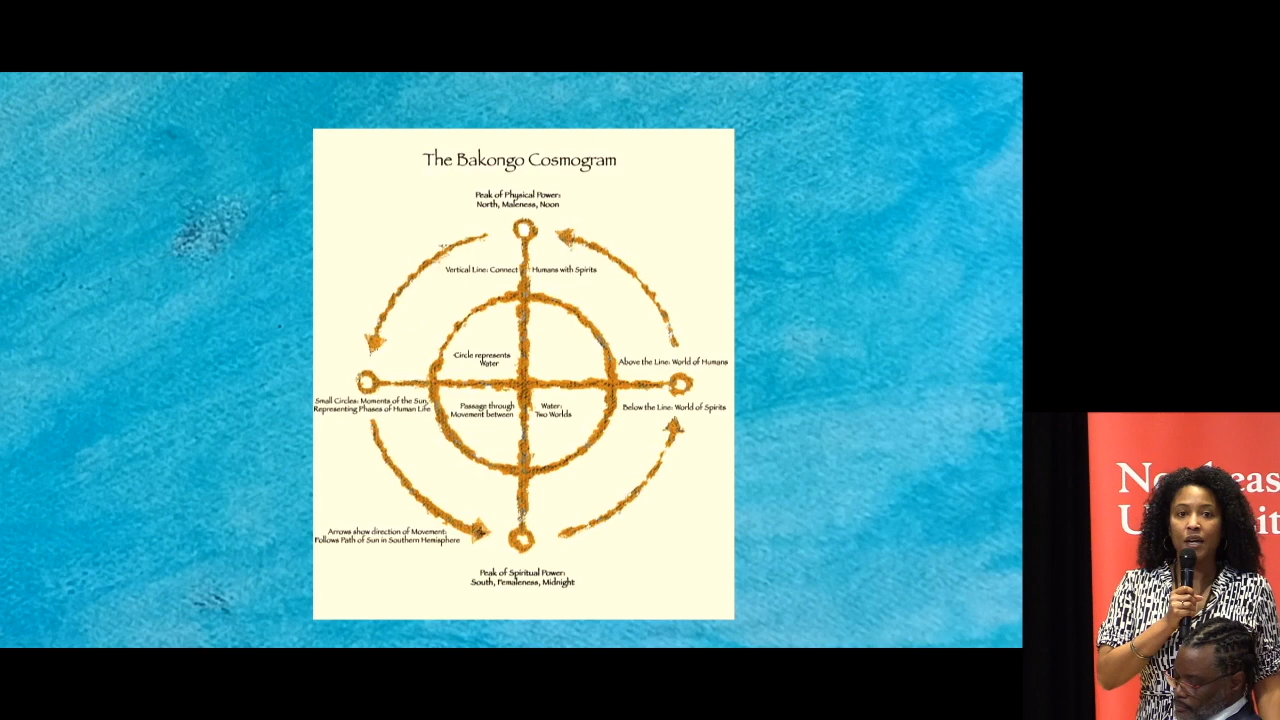 The Bakongo Cosmogram
Peak of Physical Power:
North, Maleness, Noon
Vertical Line: Connect Humans with Spirits
Circle represents
Water
Above the Line: World of Humans
Small Circles: Moments of the Sun,
Representing Phases of Human Life
Passage through Water:
Movement between Two Worlds
Below the Line: World of Spirits
Arrows show direction of Movement:
Follows Path of Sun in Southern Hemisphere
Peak of Spiritual Power:
South, Femaleness, Midnight